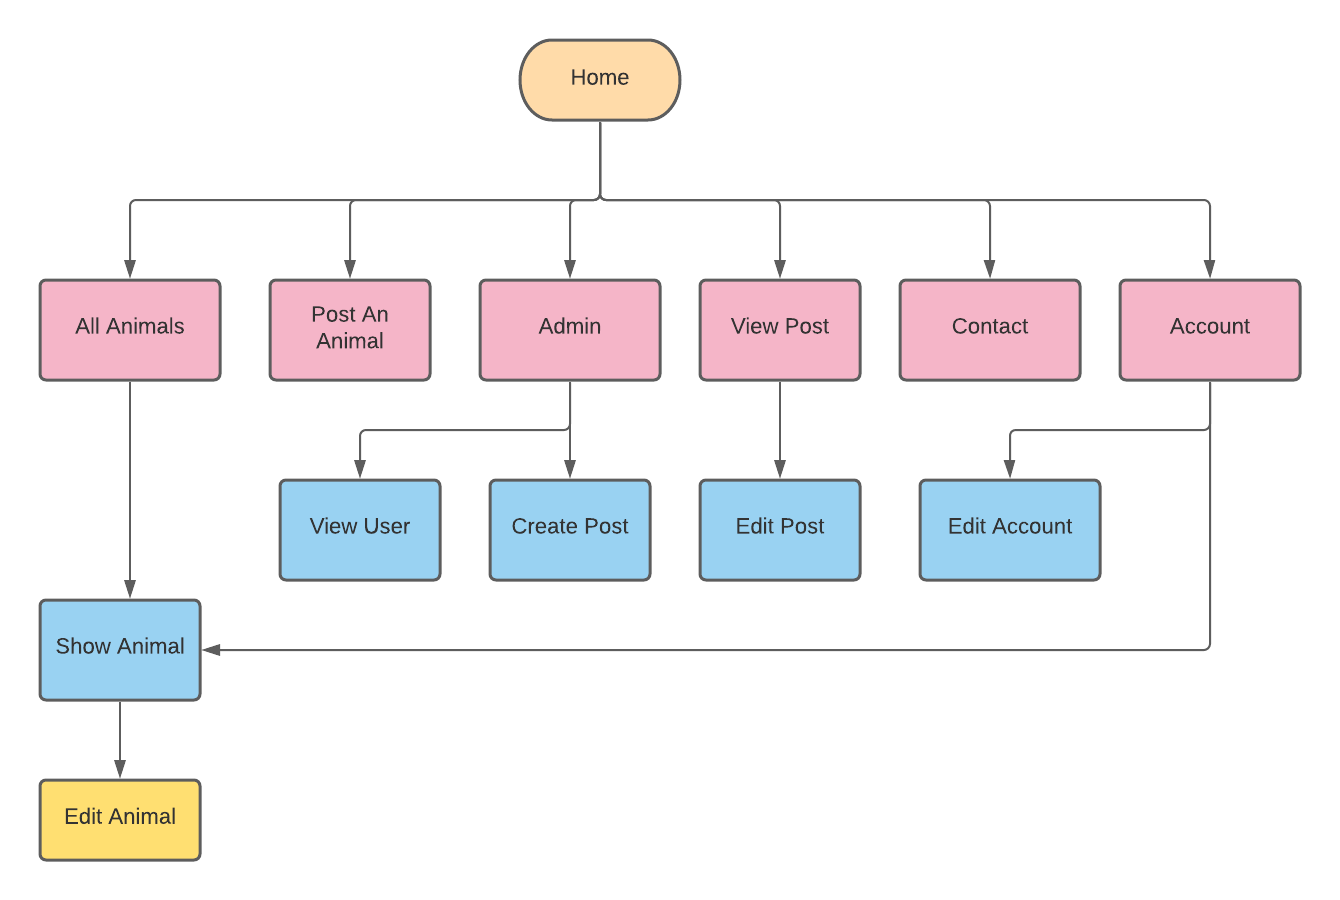 Home
All Animals
Post An
Animal
Admin
View Post
Contact
Account
View User
Create Post
Edit Post
Edit Account
Show Animal
Edit Animal